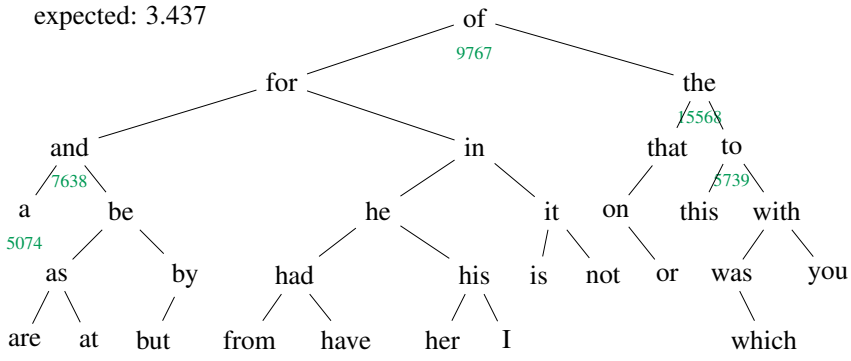 expected: 3.437 of
9767
for the
15568
and in that to
7638 5739
a be he it on this with
5074
as by had his is not or was you
are at but from have her I which